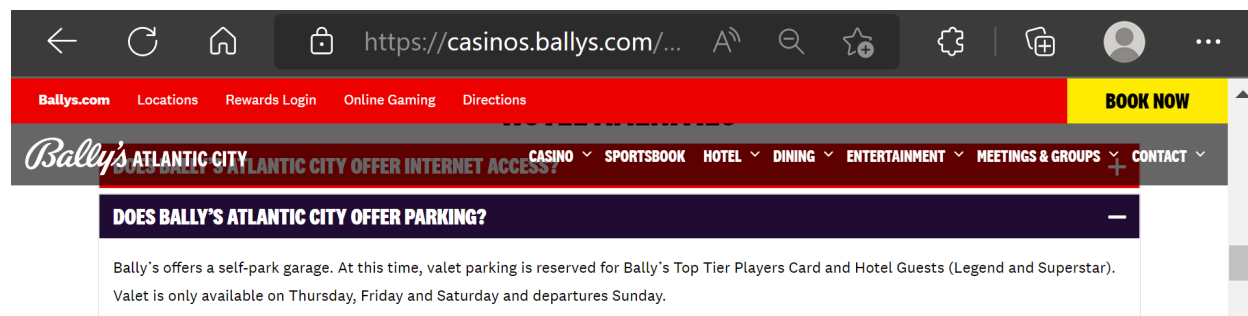 https://casinos.ballys.com/...
Ballys.com Locations Rewards Login Online Gaming Directions BOOK NOW
HOTEL AMENITIES
Bally's ATLANTIC CITY CASINO SPORTSBOOK HOTEL DINING ENTERTAINMENT MEETINGS & GROUPS CONTACT
DOES BALLY'S ATLANTIC CITY OFFER INTERNET ACCESS? +
DOES BALLY'S ATLANTIC CITY OFFER PARKING? −
Bally's offers a self-park garage. At this time, valet parking is reserved for Bally's Top Tier Players Card and Hotel Guests (Legend and Superstar).
Valet is only available on Thursday, Friday and Saturday and departures Sunday.